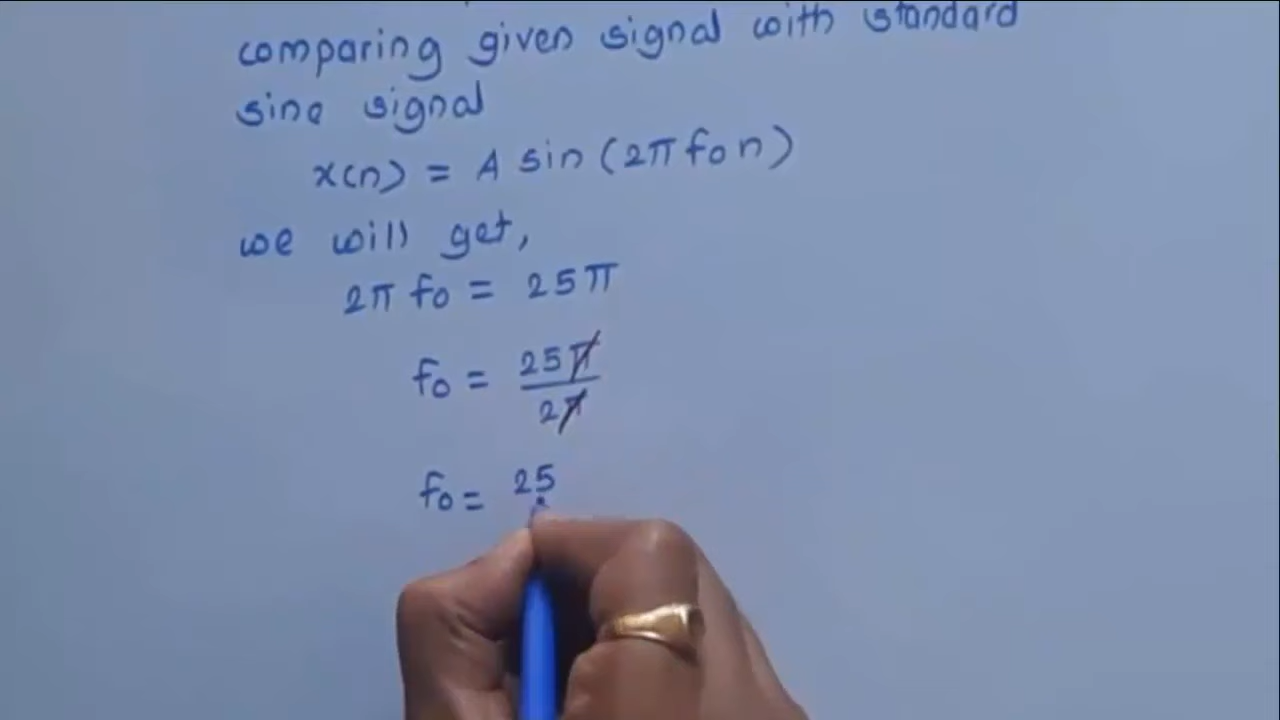 comparing given signal with standard
sine signal
x(n) = A sin (2π f0 n)
we will get,
2π f0 = 25π
f0 = 25π / 2π
f0 = 25